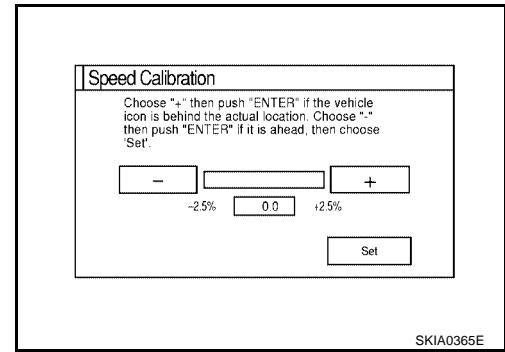 Speed Calibration
Choose "+" then push "ENTER" if the vehicle
icon is behind the actual location. Choose "-"
then push "ENTER" if it is ahead, then choose
'Set'.
− +
−2.5% 0.0 +2.5%
Set
SKIA0365E